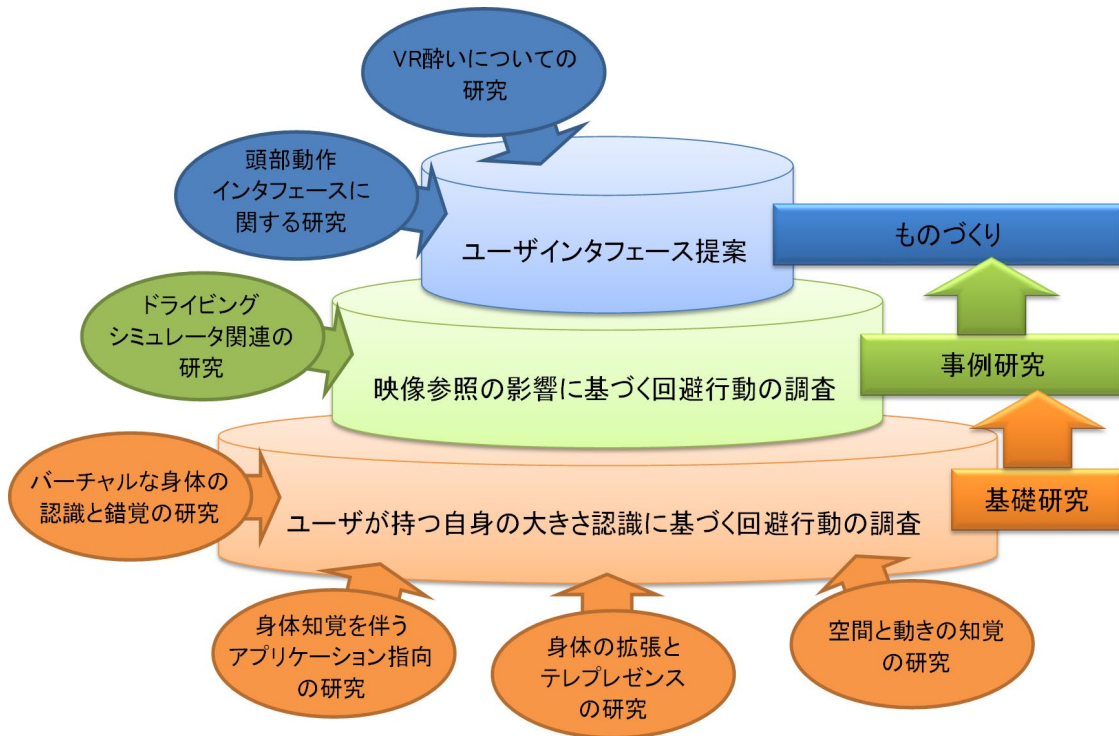 VR酔いについての
研究
頭部動作
インタフェースに
関する研究
ユーザインタフェース提案
ものづくり
ドライビング
シミュレータ関連の
研究
映像参照の影響に基づく回避行動の調査
事例研究
バーチャルな身体の
認識と錯覚の研究
ユーザが持つ自身の大きさ認識に基づく回避行動の調査
基礎研究
身体知覚を伴う
アプリケーション指向
の研究
身体の拡張と
テレプレゼンス
の研究
空間と動きの知覚
の研究